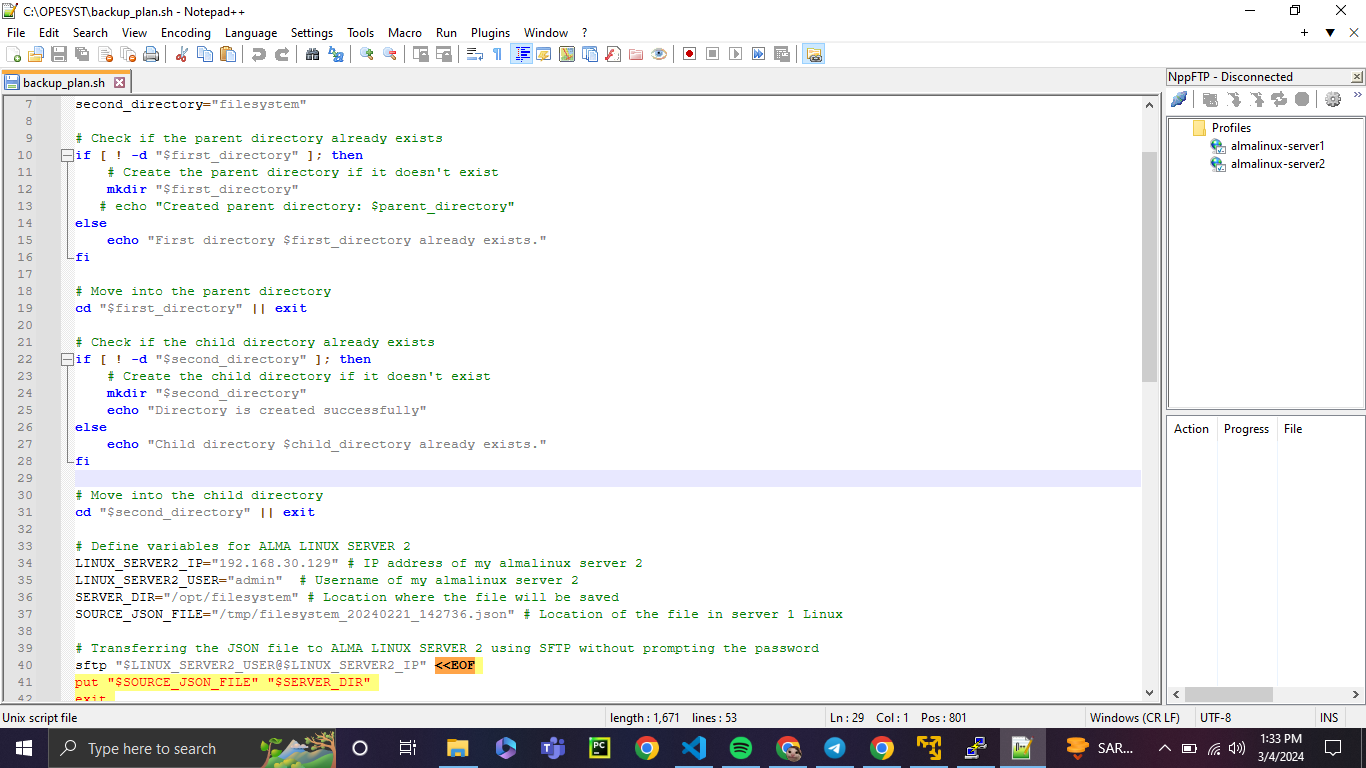 C:\OPESYST\backup_plan.sh - Notepad++
File Edit Search View Encoding Language Settings Tools Macro Run Plugins Window ?
backup_plan.sh
7 second_directory="filesystem"
8
9 # Check if the parent directory already exists
10 if [ ! -d "$first_directory" ]; then
11 # Create the parent directory if it doesn't exist
12 mkdir "$first_directory"
13 # echo "Created parent directory: $parent_directory"
14 else
15 echo "First directory $first_directory already exists."
16 fi
17
18 # Move into the parent directory
19 cd "$first_directory" || exit
20
21 # Check if the child directory already exists
22 if [ ! -d "$second_directory" ]; then
23 # Create the child directory if it doesn't exist
24 mkdir "$second_directory"
25 echo "Directory is created successfully"
26 else
27 echo "Child directory $child_directory already exists."
28 fi
29
30 # Move into the child directory
31 cd "$second_directory" || exit
32
33 # Define variables for ALMA LINUX SERVER 2
34 LINUX_SERVER2_IP="192.168.30.129" # IP address of my almalinux server 2
35 LINUX_SERVER2_USER="admin" # Username of my almalinux server 2
36 SERVER_DIR="/opt/filesystem" # Location where the file will be saved
37 SOURCE_JSON_FILE="/tmp/filesystem_20240221_142736.json" # Location of the file in server 1 Linux
38
39 # Transferring the JSON file to ALMA LINUX SERVER 2 using SFTP without prompting the password
40 sftp "$LINUX_SERVER2_USER@$LINUX_SERVER2_IP" <<EOF
41 put "$SOURCE_JSON_FILE" "$SERVER_DIR"
42 exit
NppFTP - Disconnected
Profiles
almalinux-server1
almalinux-server2
Action Progress File
Unix script file length : 1,671 lines : 53 Ln : 29 Col : 1 Pos : 801 Windows (CR LF) UTF-8 INS
Type here to search
SAR...
1:33 PM
3/4/2024